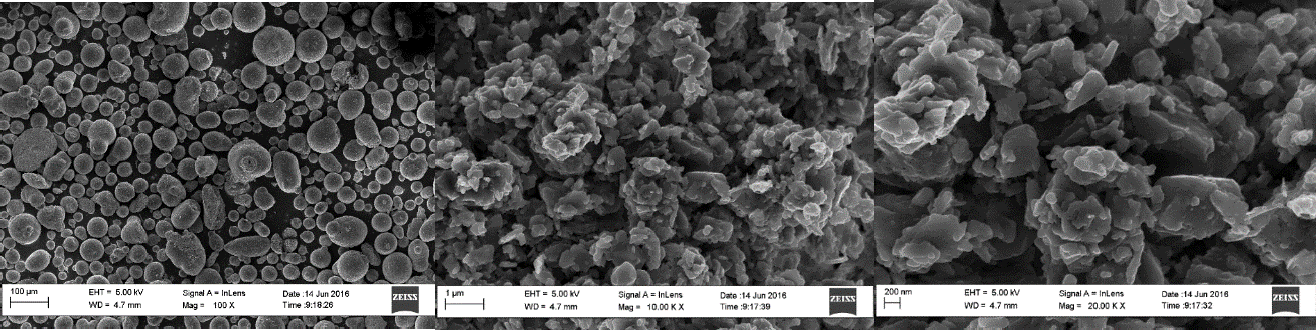 100 µm
EHT = 5.00 kV
WD = 4.7 mm
Signal A = InLens
Mag = 100 X
Date :14 Jun 2016
Time :9:18:26
ZEISS
1 µm
EHT = 5.00 kV
WD = 4.7 mm
Signal A = InLens
Mag = 10.00 K X
Date :14 Jun 2016
Time :9:17:39
ZEISS
200 nm
EHT = 5.00 kV
WD = 4.7 mm
Signal A = InLens
Mag = 20.00 K X
Date :14 Jun 2016
Time :9:17:32
ZEISS